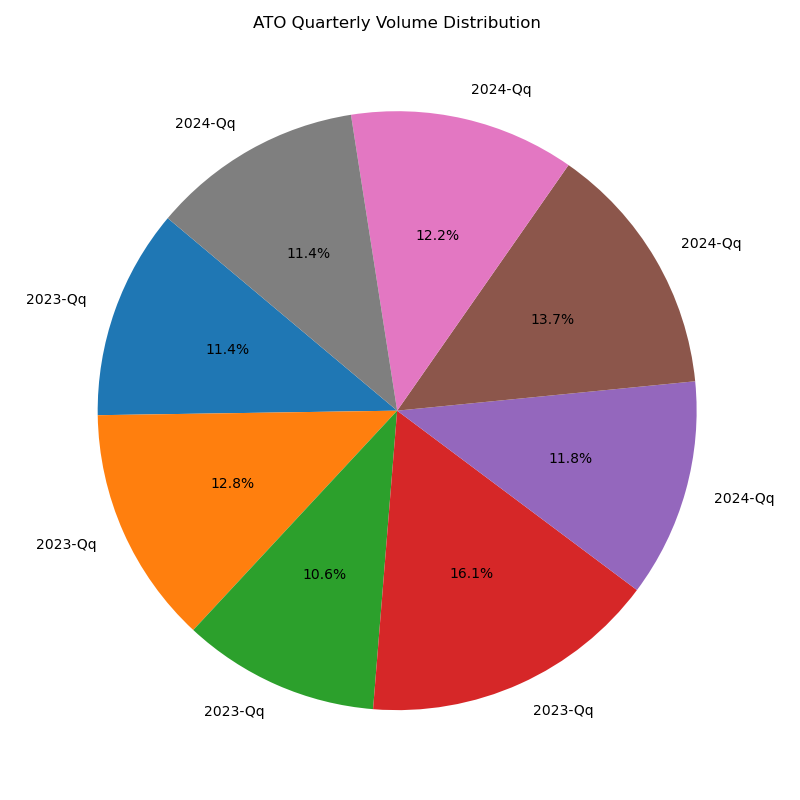 ATO Quarterly Volume Distribution
2024-Qq
2024-Qq
12.2%
2024-Qq
11.4%
2023-Qq
13.7%
11.4%
11.8%
12.8%
2024-Qq
2023-Qq
10.6%
16.1%
2023-Qq
2023-Qq